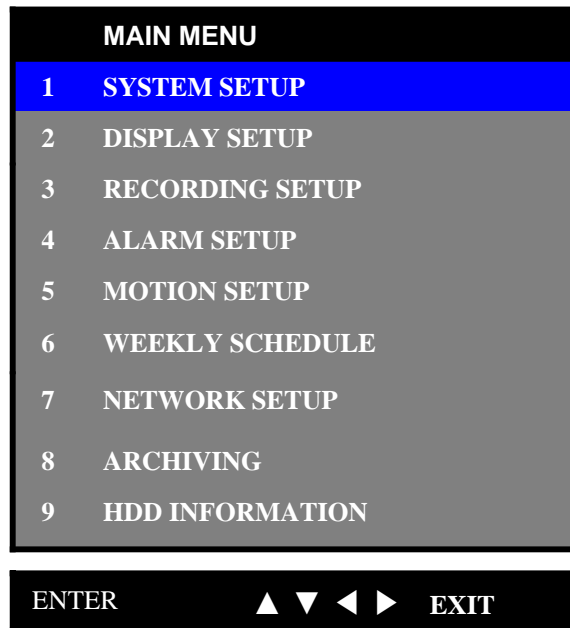 MAIN MENU
1 SYSTEM SETUP
2 DISPLAY SETUP
3 RECORDING SETUP
4 ALARM SETUP
5 MOTION SETUP
6 WEEKLY SCHEDULE
7 NETWORK SETUP
8 ARCHIVING
9 HDD INFORMATION
ENTER ▲ ▼ ◀ ▶ EXIT